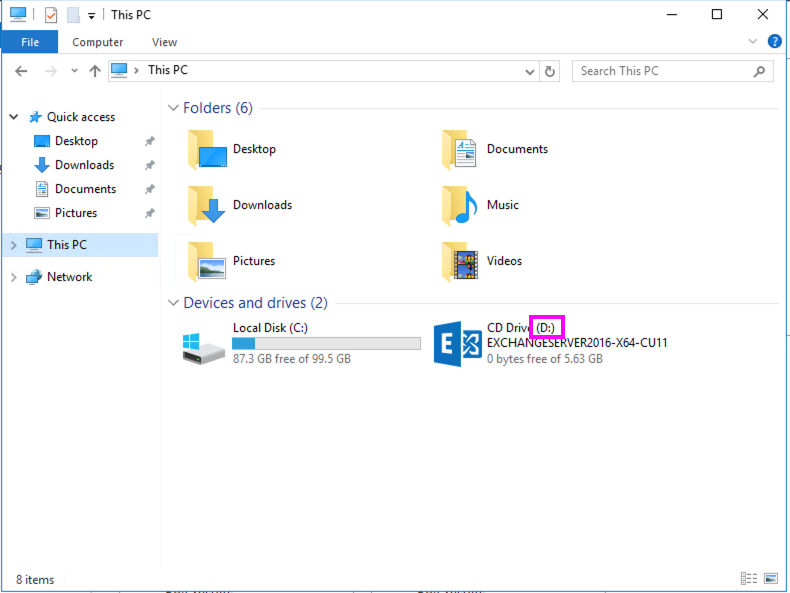 This PC
File
Computer
View
This PC
Search This PC
Quick access
Desktop
Downloads
Documents
Pictures
This PC
Network
Folders (6)
Desktop
Documents
Downloads
Music
Pictures
Videos
Devices and drives (2)
Local Disk (C:)
87.3 GB free of 99.5 GB
CD Drive (D:)
EXCHANGESERVER2016-X64-CU11
0 bytes free of 5.63 GB
8 items